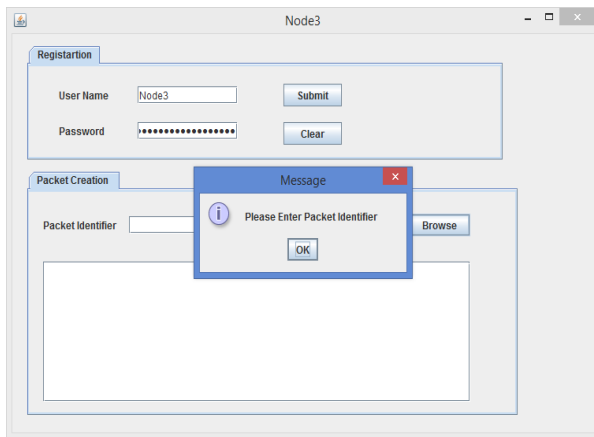 Node3
Registartion
User Name Node3 Submit
Password Clear
Packet Creation
Message
Packet Identifier
Please Enter Packet Identifier
Browse
OK